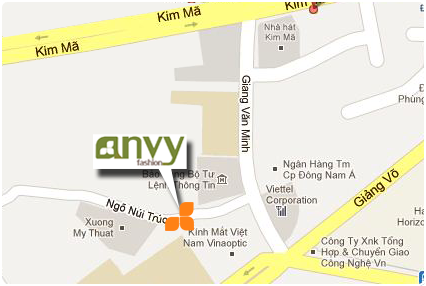 Kim Mã
Kim Mã
Kim
Nhà hát
Kim Mã
Giang Văn Minh
Phùng
anvy
fashion
Bảo Tàng Bộ Tư
Lệnh Thông Tin
Ngân Hàng Tm
Cp Đông Nam Á
Viettel
Corporation
Giảng Võ
Ngõ Núi Trúc
Xuong
My Thuat
Kính Mắt Việt
Nam Vinaoptic
Hà
Horizo
Công Ty Xnk Tổng
Hợp & Chuyển Giao
Công Nghệ Vn